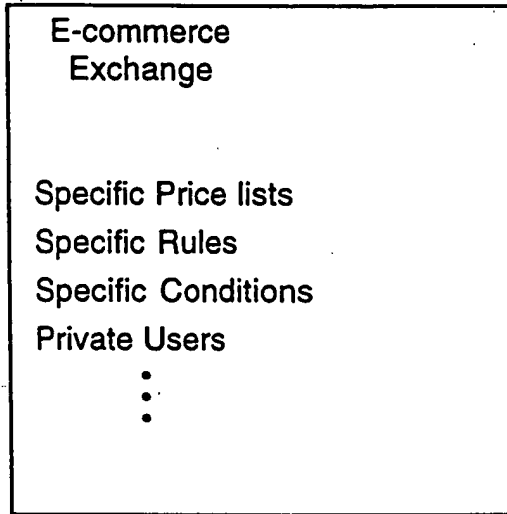 E-commerce
Exchange
Specific Price lists
Specific Rules
Specific Conditions
Private Users